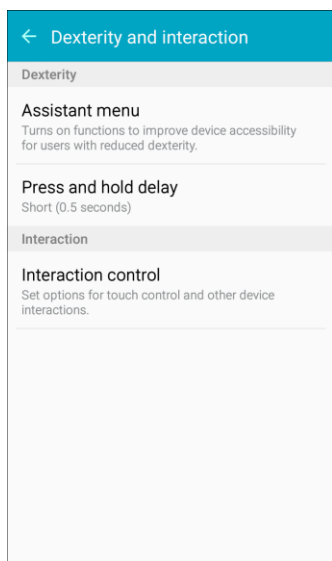 Dexterity and interaction
Dexterity
Assistant menu
Turns on functions to improve device accessibility
for users with reduced dexterity.
Press and hold delay
Short (0.5 seconds)
Interaction
Interaction control
Set options for touch control and other device
interactions.